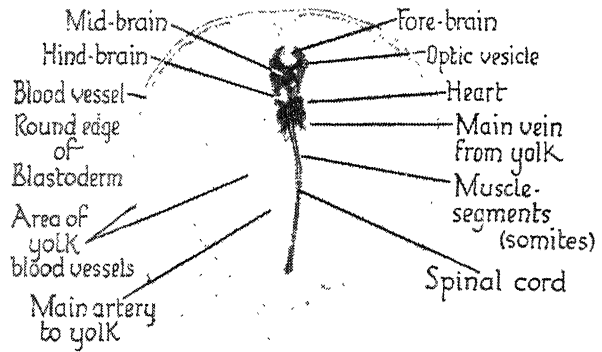 Mid-brain
Hind-brain
Blood vessel
Round edge
of
Blastoderm
Area of
yolk
blood vessels
Main artery
to yolk
Fore-brain
Optic vesicle
Heart
Main vein
from yolk
Muscle-
segments
(somites)
Spinal cord